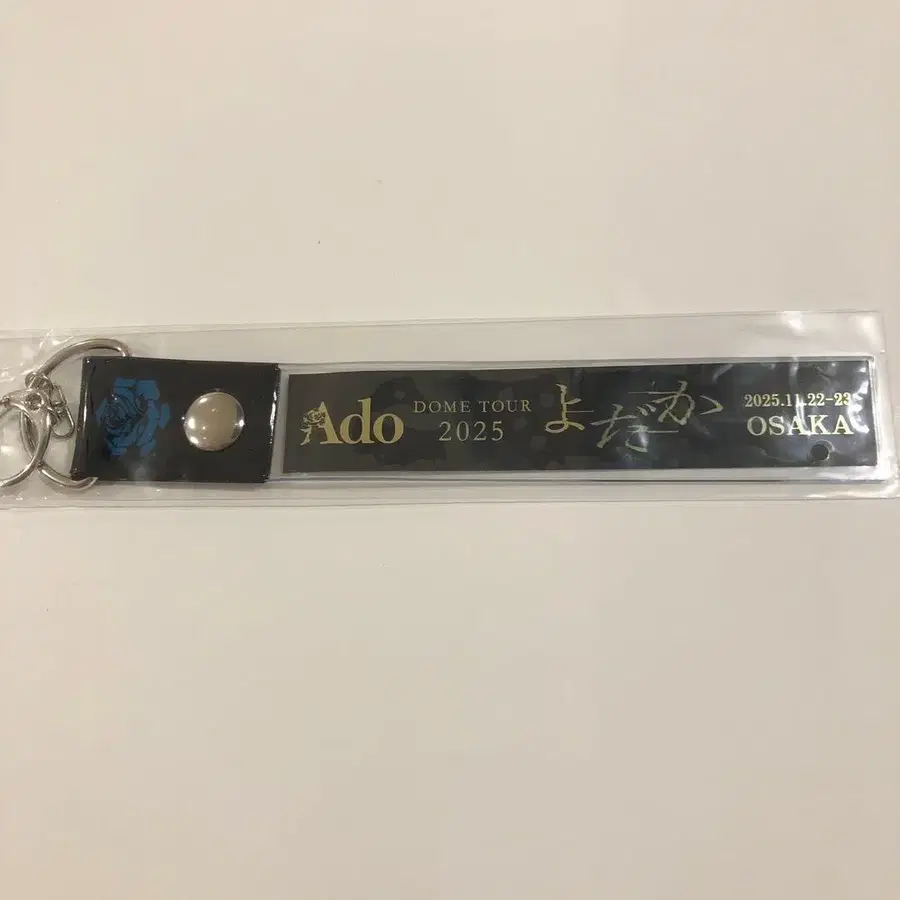 Ado
DOME TOUR
2025
よだか
2025.11.22-23
OSAKA